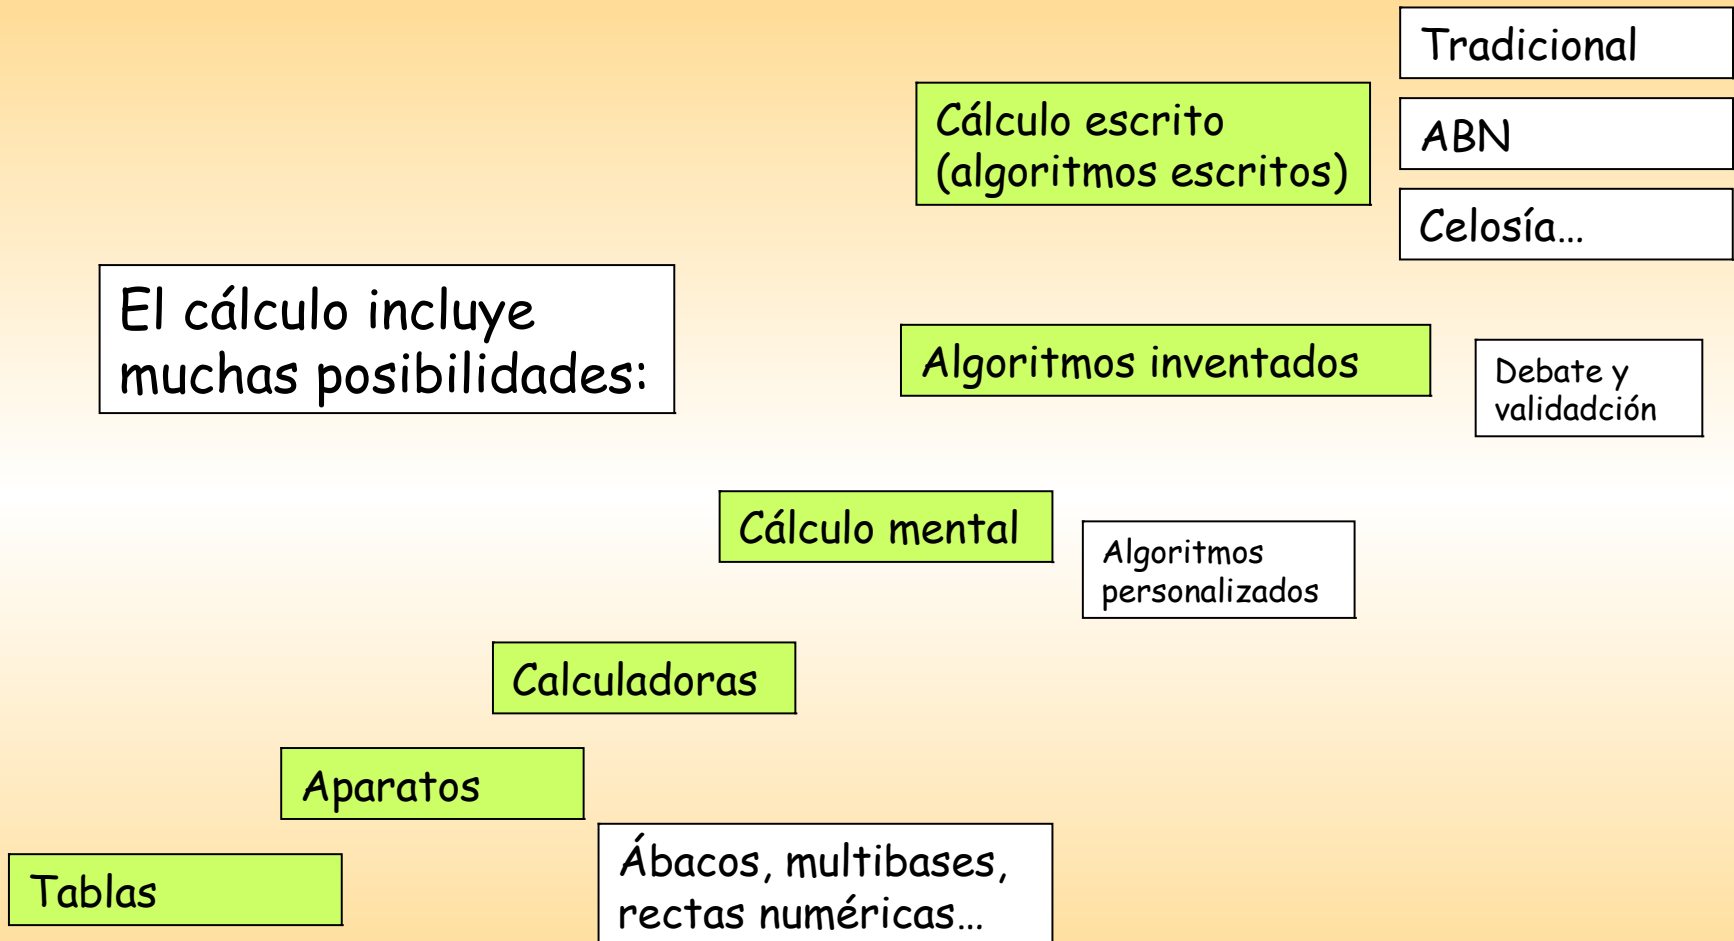 Tradicional
Cálculo escrito
(algoritmos escritos)
ABN
Celosía...
El cálculo incluye
muchas posibilidades:
Algoritmos inventados
Debate y
validadción
Cálculo mental
Algoritmos
personalizados
Calculadoras
Aparatos
Ábacos, multibases,
rectas numéricas...
Tablas